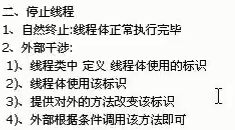 二、停止线程
1、自然终止:线程体正常执行完毕
2、外部干涉:
1)、线程类中 定义 线程体使用的标识
2)、线程体使用该标识
3)、提供对外的方法改变该标识
4)、外部根据条件调用该方法即可